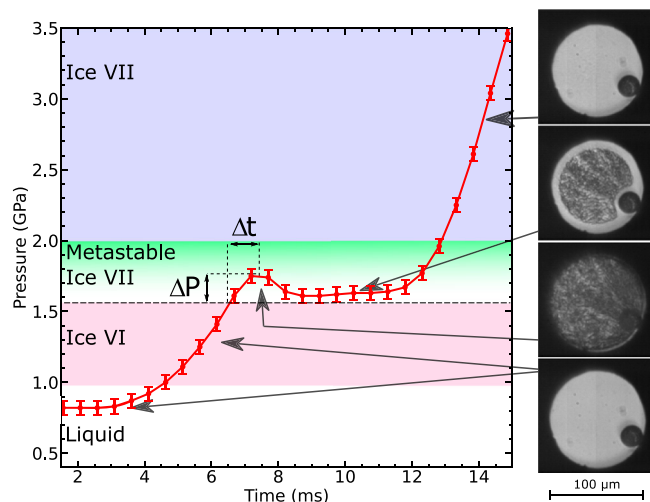 3.5
3.0
2.5
2.0
1.5
1.0
0.5
Pressure (GPa)
Ice VII
Metastable
Ice VII
Ice VI
Liquid
Δt
ΔP
2 4 6 8 10 12 14
Time (ms)
100 μm